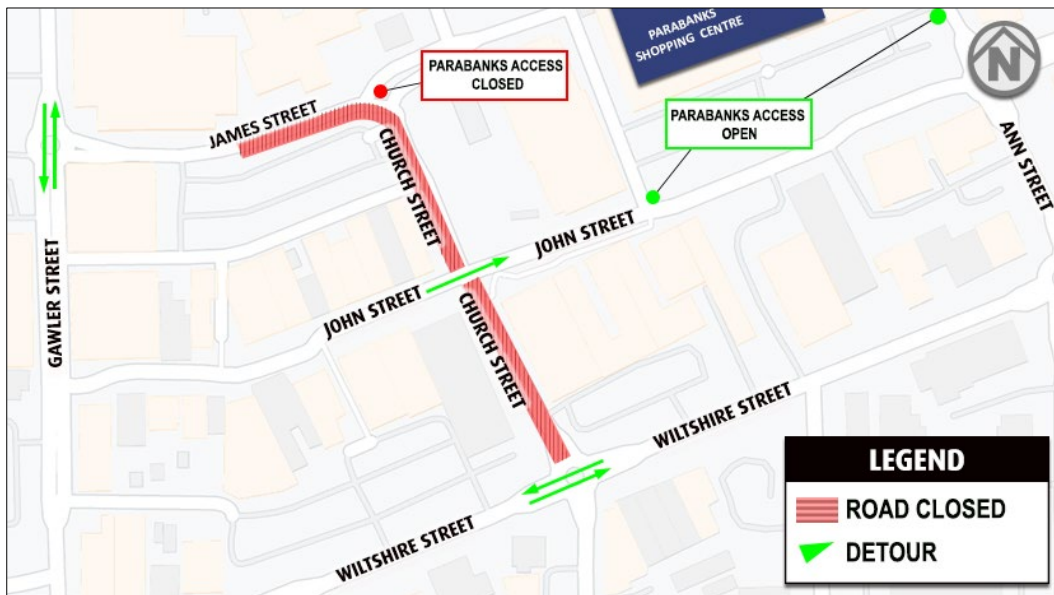 PARABANKS
SHOPPING CENTRE
N
PARABANKS ACCESS
CLOSED
JAMES STREET
PARABANKS ACCESS
OPEN
ANN STREET
CHURCH STREET
JOHN STREET
GAWLER STREET
JOHN STREET
CHURCH STREET
WILTSHIRE STREET
WILTSHIRE STREET
LEGEND
ROAD CLOSED
DETOUR